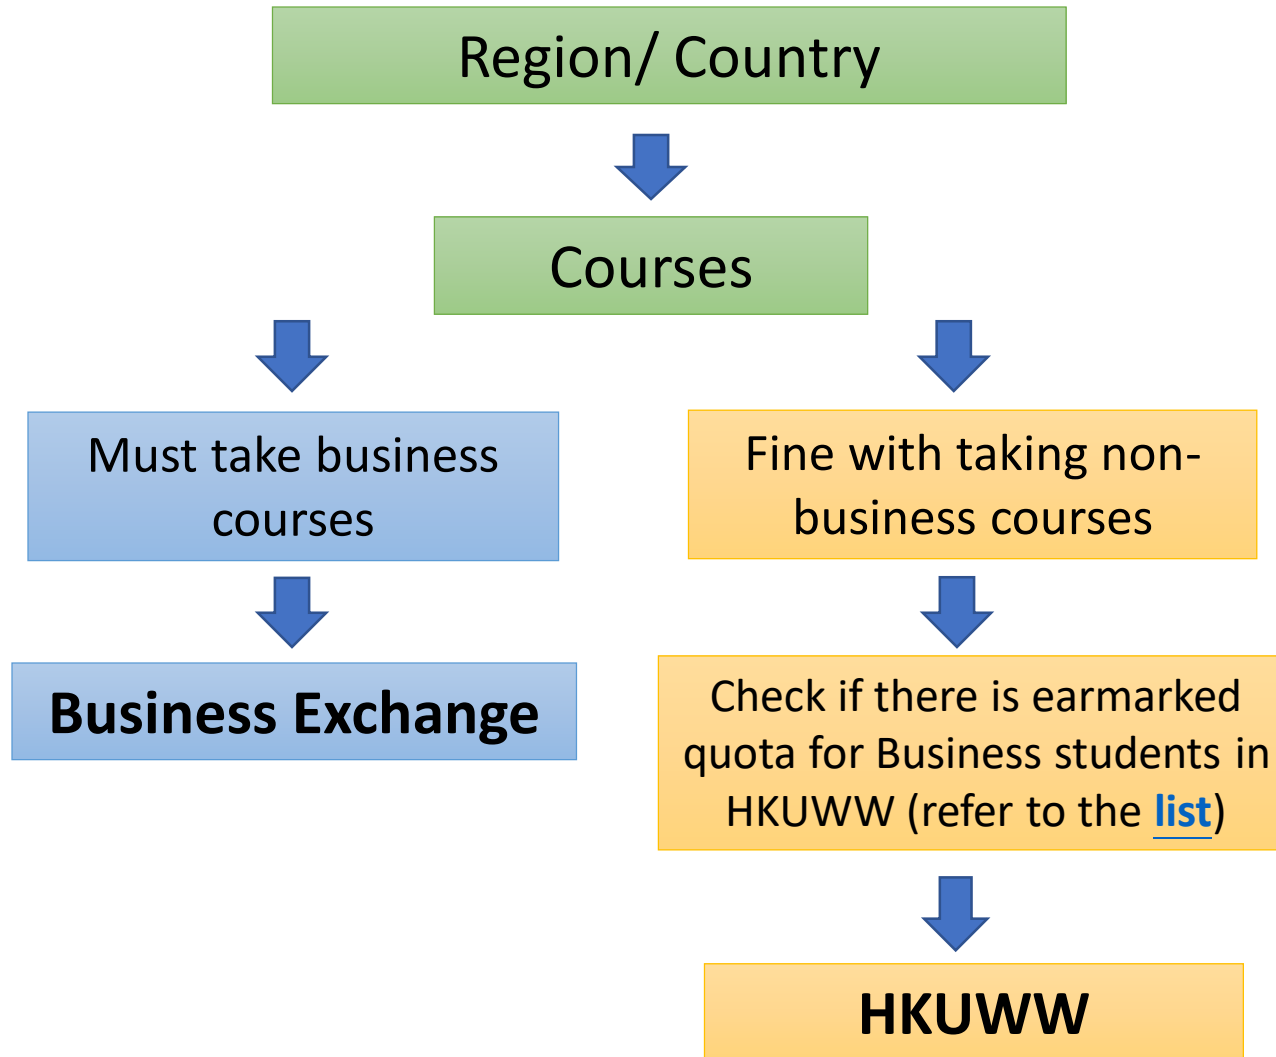 Region/ Country
Courses
Must take business
courses
Fine with taking non-
business courses
Business Exchange
Check if there is earmarked
quota for Business students in
HKUWW (refer to the list)
HKUWW